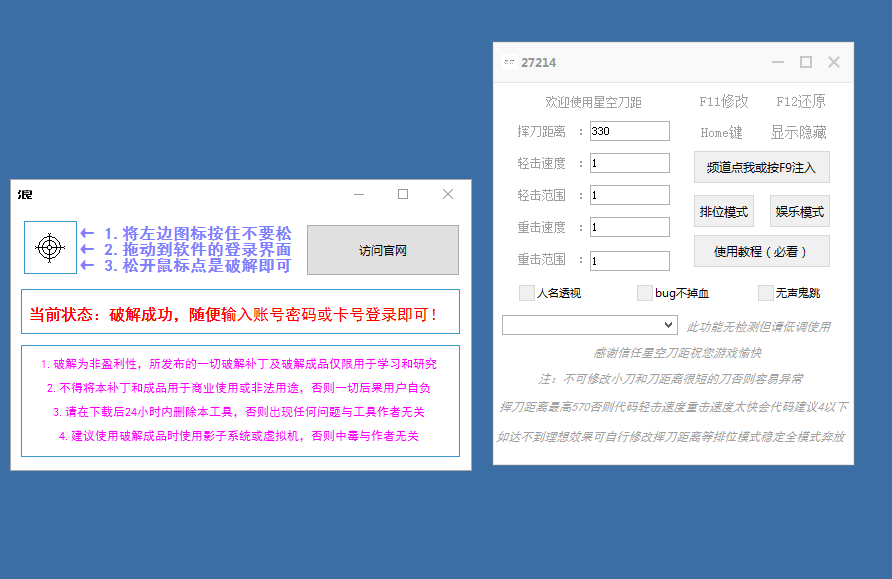 浪
← 1.将左边图标按住不要松
← 2.拖动到软件的登录界面
← 3.松开鼠标点是破解即可
访问官网
当前状态：破解成功，随便输入账号密码或卡号登录即可！
1.破解为非盈利性，所发布的一切破解补丁及破解成品仅限用于学习和研究
2.不得将本补丁和成品用于商业使用或非法用途，否则一切后果用户自负
3.请在下载后24小时内删除本工具，否则出现任何问题与工具作者无关
4.建议使用破解成品时使用影子系统或虚拟机，否则中毒与作者无关
27214
欢迎使用星空刀距
F11修改
F12还原
挥刀距离 ：330
Home键
显示隐藏
轻击速度 ：1
频道点我或按F9注入
轻击范围 ：1
排位模式
娱乐模式
重击速度 ：1
重击范围 ：1
使用教程（必看）
人名透视
bug不掉血
无声鬼跳
此功能无检测但请低调使用
感谢信任星空刀距祝您游戏愉快
注：不可修改小刀和刀距离很短的刀否则容易异常
挥刀距离最高570否则代码轻击速度重击速度太快会代码建议4以下
如达不到理想效果可自行修改挥刀距离等排位模式稳定全模式奔放